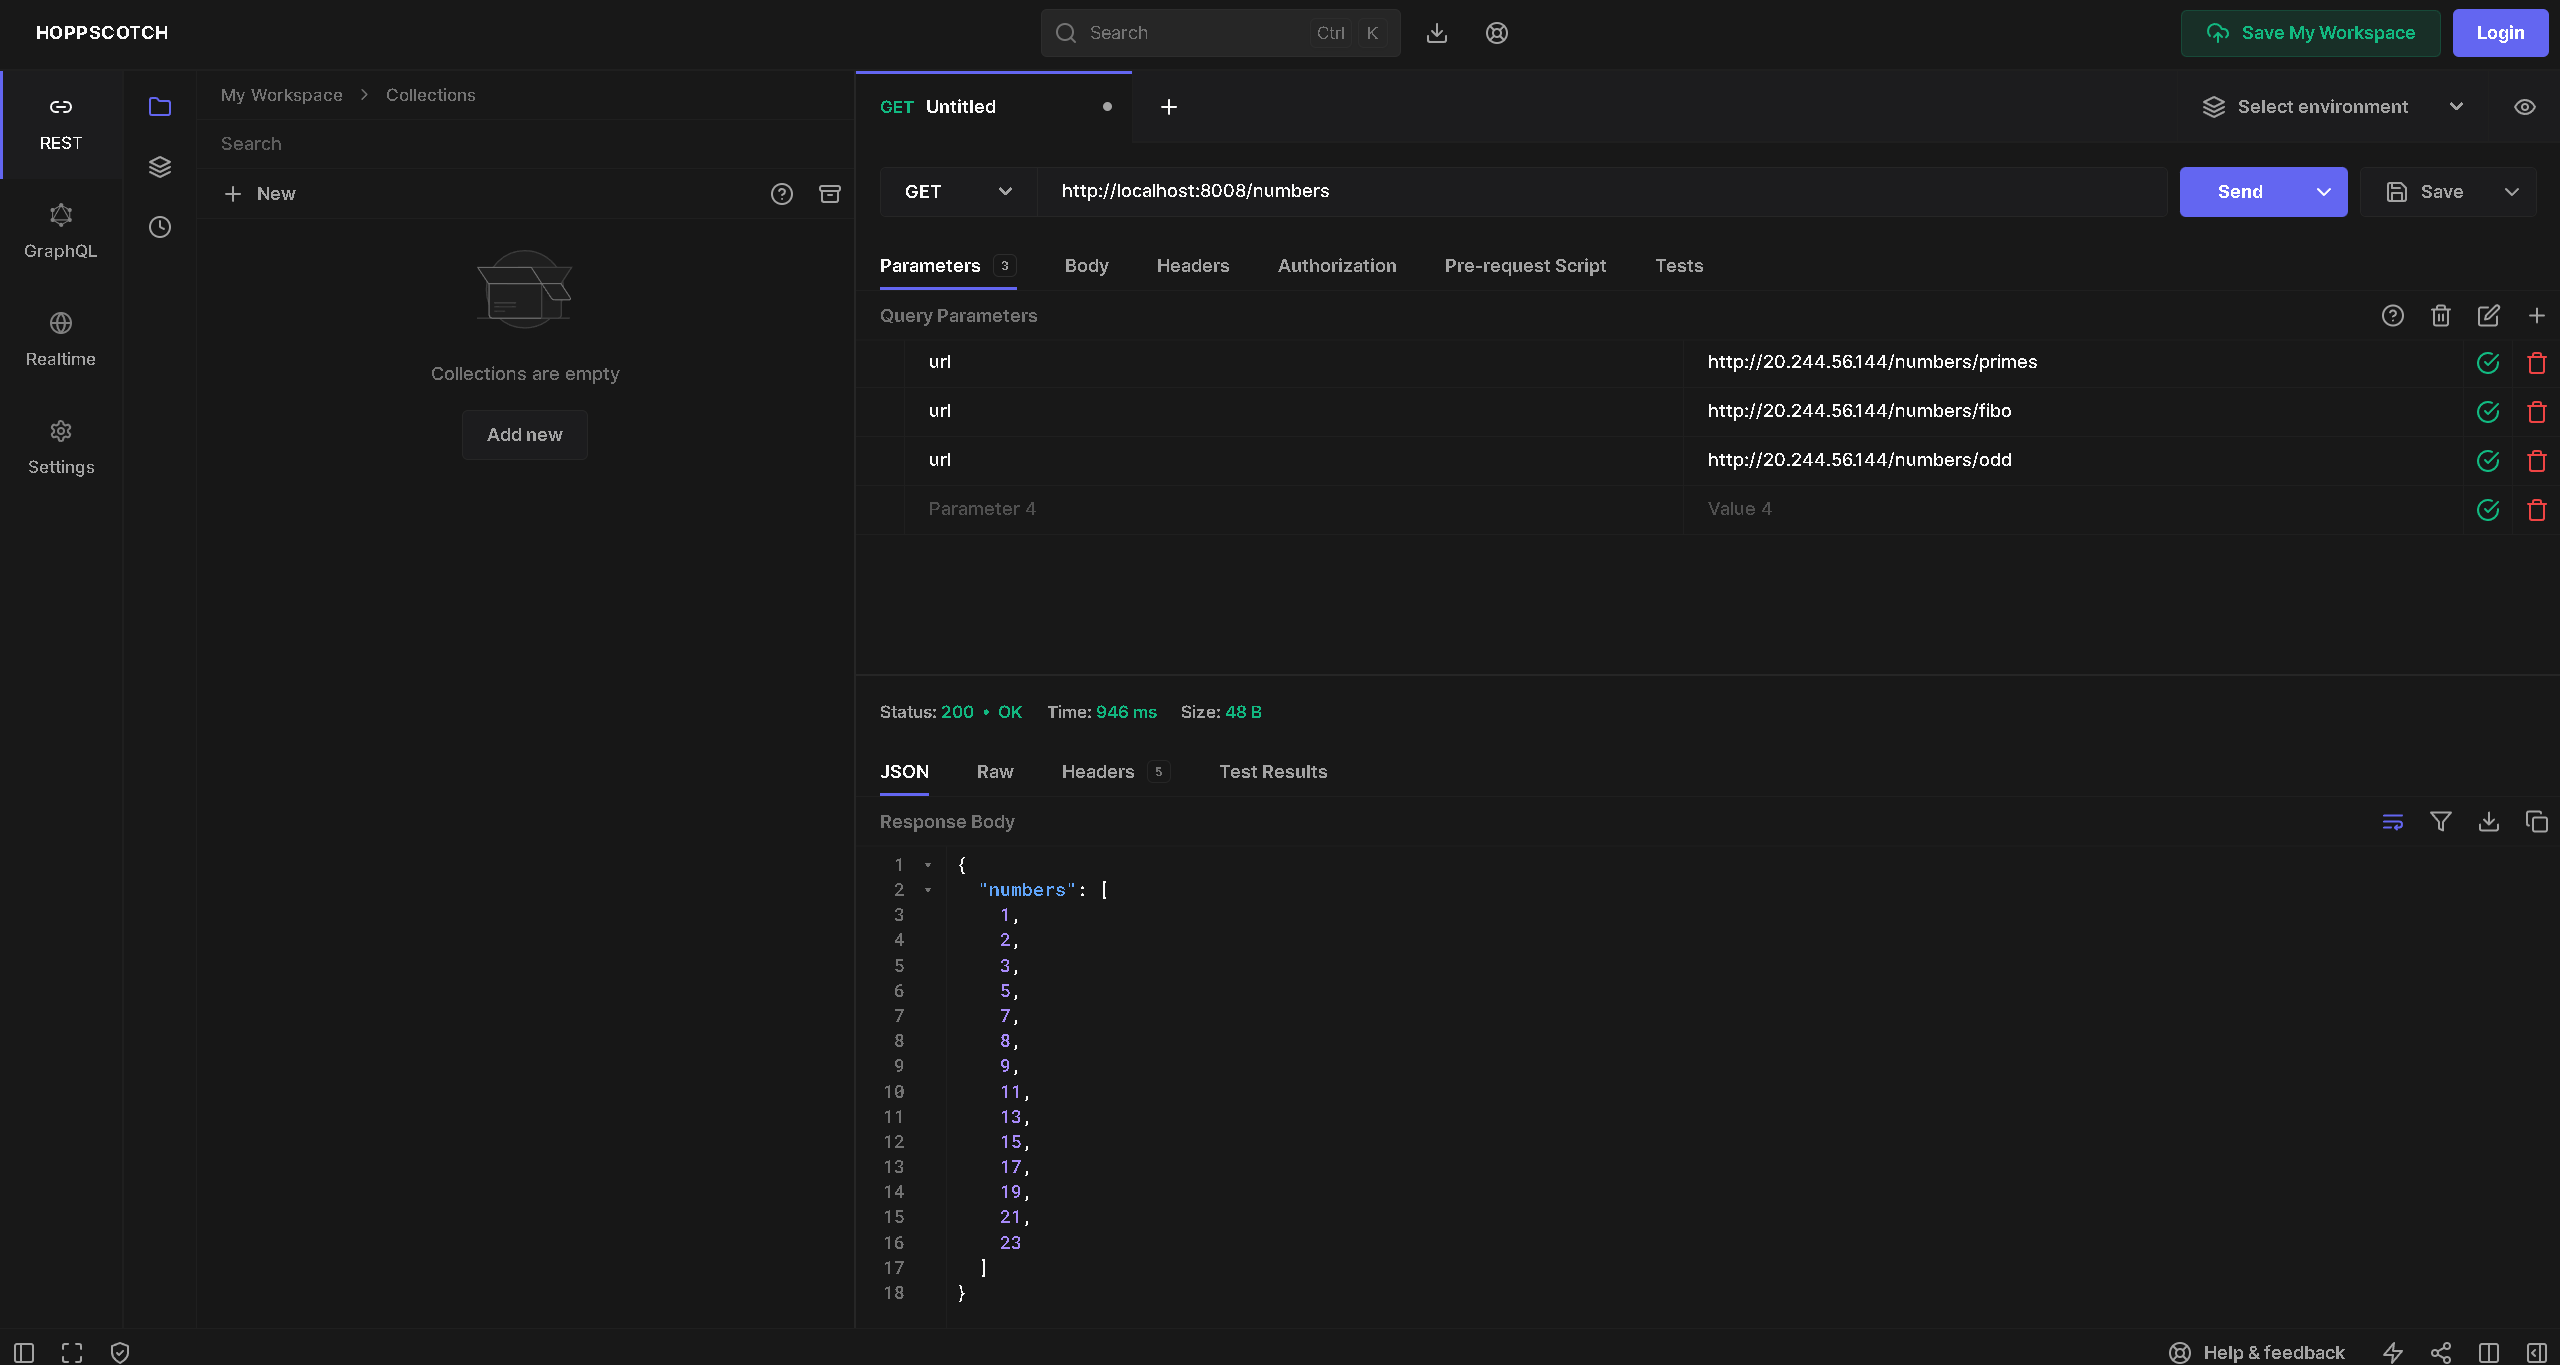 HOPPSCOTCH
Search Ctrl K
Save My Workspace
Login
REST
GraphQL
Realtime
Settings
My Workspace > Collections
Search
New
Collections are empty
Add new
GET Untitled
Select environment
GET http://localhost:8008/numbers
Send
Save
Parameters 3 Body Headers Authorization Pre-request Script Tests
Query Parameters
url http://20.244.56.144/numbers/primes
url http://20.244.56.144/numbers/fibo
url http://20.244.56.144/numbers/odd
Parameter 4 Value 4
Status: 200 • OK Time: 946 ms Size: 48 B
JSON Raw Headers 5 Test Results
Response Body
1 {
2 "numbers": [
3 1,
4 2,
5 3,
6 5,
7 7,
8 8,
9 9,
10 11,
11 13,
12 15,
13 17,
14 19,
15 21,
16 23
17 ]
18 }
Help & feedback